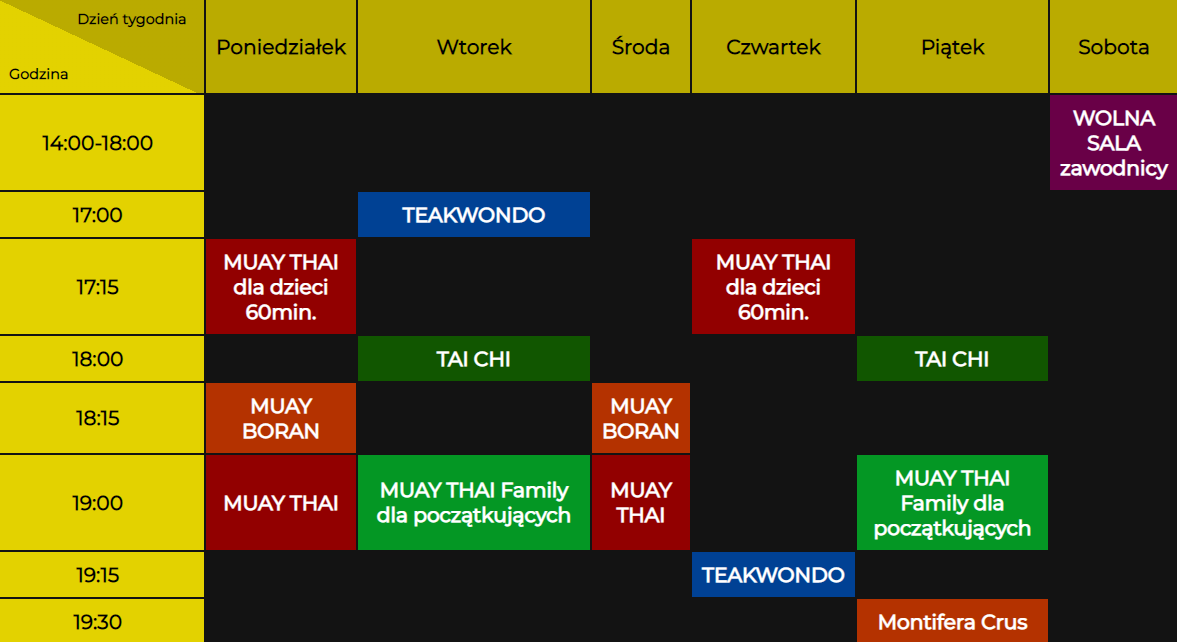 Dzień tygodnia
Godzina
Poniedziałek
Wtorek
Środa
Czwartek
Piątek
Sobota
14:00-18:00
WOLNA
SALA
zawodnicy
17:00
TEAKWONDO
17:15
MUAY THAI
dla dzieci
60min.
MUAY THAI
dla dzieci
60min.
18:00
TAI CHI
TAI CHI
18:15
MUAY
BORAN
MUAY
BORAN
19:00
MUAY THAI
MUAY THAI Family
dla początkujących
MUAY
THAI
MUAY THAI
Family dla
początkujących
19:15
TEAKWONDO
19:30
Montifera Crus